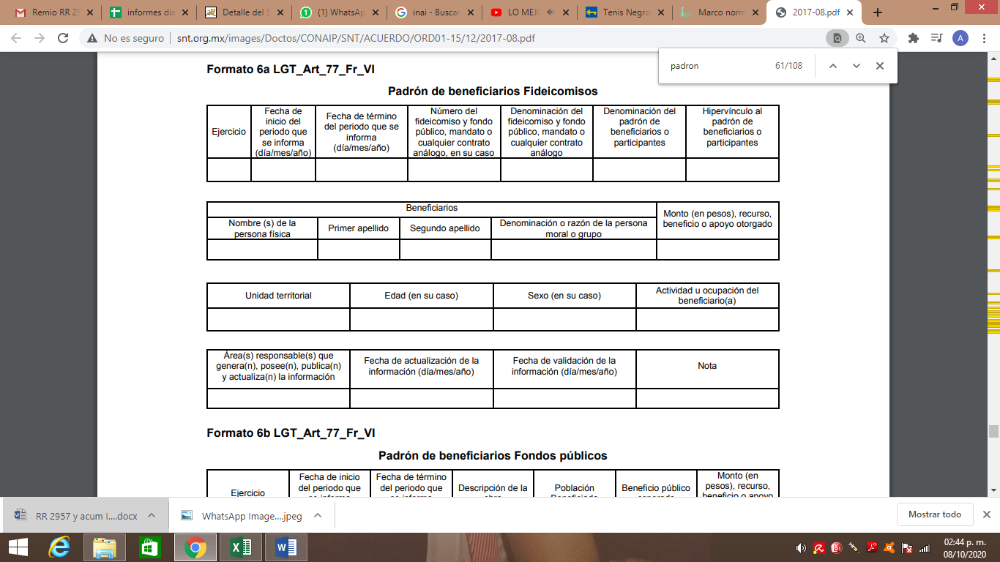 Remio RR 29
informes dia
Detalle del S
(1) WhatsAp
inai - Buscar
LO MEJO
Tenis Negro
Marco norm
2017-08.pdf
No es seguro
snt.org.mx/images/Doctos/CONAIP/SNT/ACUERDO/ORD01-15/12/2017-08.pdf
A
padron
61/108
Formato 6a LGT_Art_77_Fr_VI
Padrón de beneficiarios Fideicomisos
Ejercicio
Fecha de
inicio del
periodo que
se informa
(día/mes/año)
Fecha de término
del periodo que se
informa
(día/mes/año)
Número del
fideicomiso y fondo
público, mandato o
cualquier contrato
análogo, en su caso
Denominación del
fideicomiso y fondo
público, mandato o
cualquier contrato
análogo
Denominación del
padrón de
beneficiarios o
participantes
Hipervínculo al
padrón de
beneficiarios o
participantes
Beneficiarios
Nombre (s) de la
persona física
Primer apellido
Segundo apellido
Denominación o razón de la persona
moral o grupo
Monto (en pesos), recurso,
beneficio o apoyo otorgado
Unidad territorial
Edad (en su caso)
Sexo (en su caso)
Actividad u ocupación del
beneficiario(a)
Área(s) responsable(s) que
genera(n), posee(n), publica(n)
y actualiza(n) la información
Fecha de actualización de la
información (día/mes/año)
Fecha de validación de la
información (día/mes/año)
Nota
Formato 6b LGT_Art_77_Fr_VI
Padrón de beneficiarios Fondos públicos
Ejercicio
Fecha de inicio
del periodo que
se informa
Fecha de término
del periodo que
se informa
Descripción de la
obra
Población
Beneficiada
Beneficio público
Monto (en
pesos), recurso,
beneficio o apoyo
RR 2957 y acum I....docx
WhatsApp Image....jpeg
Mostrar todo
02:44 p. m.
08/10/2020